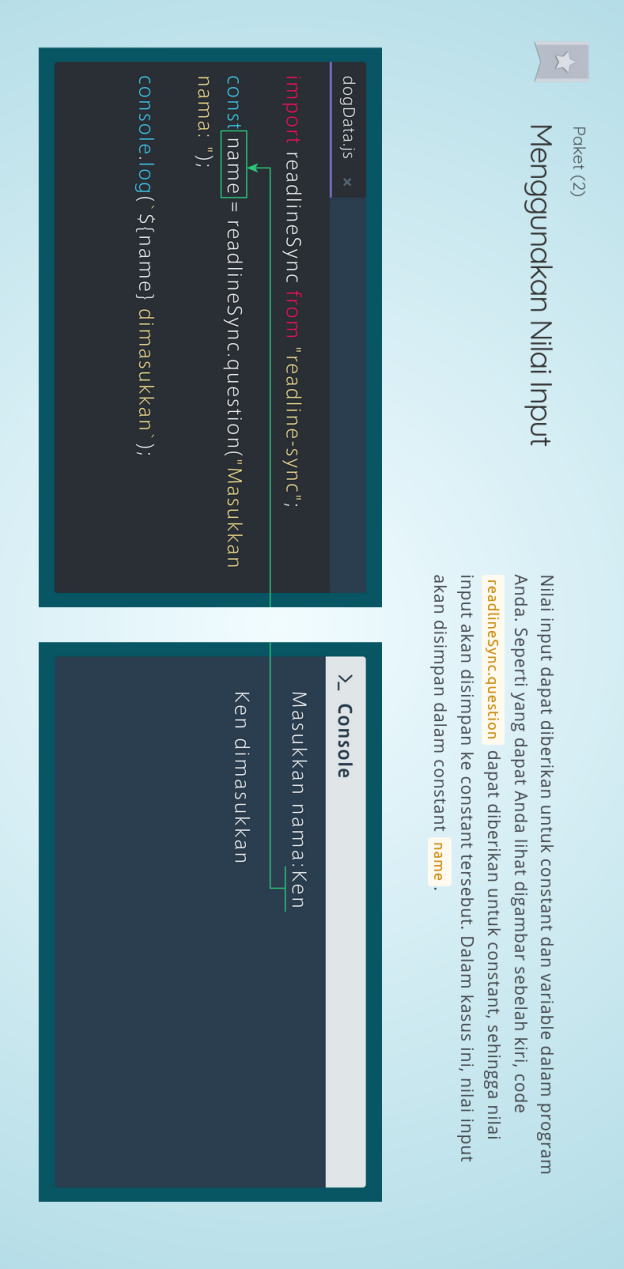 Paket (2)
Menggunakan Nilai Input
Nilai input dapat diberikan untuk constant dan variable dalam program
Anda. Seperti yang dapat Anda lihat digambar sebelah kiri, code
readlineSync.question dapat diberikan untuk constant, sehingga nilai
input akan disimpan ke constant tersebut. Dalam kasus ini, nilai input
akan disimpan dalam constant name .
dogData.js ×
import readlineSync from "readline-sync";
const name = readlineSync.question("Masukkan
nama: ");
console.log(`${name} dimasukkan`);
>_ Console
Masukkan nama:Ken
Ken dimasukkan